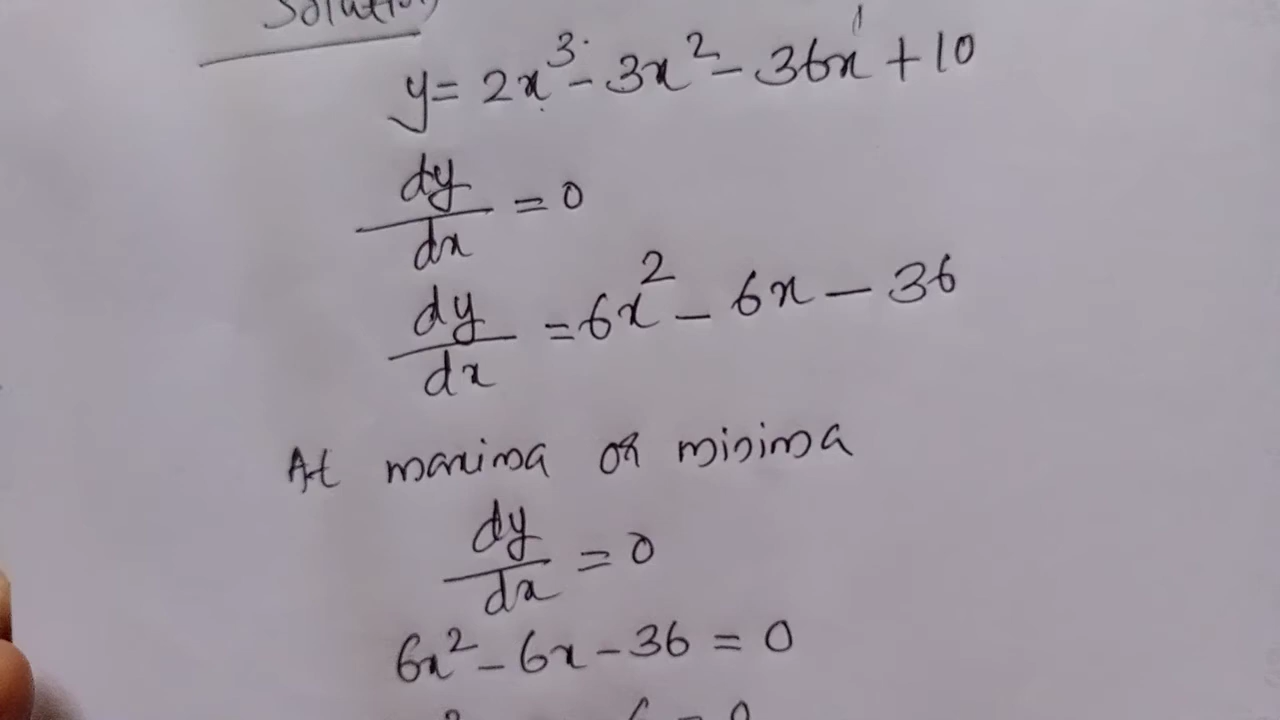 Solution
y = 2x³ - 3x² - 36x¹ + 10
dy/dx = 0
dy/dx = 6x² - 6x - 36
At maxima or minima
dy/dx = 0
6x² - 6x - 36 = 0